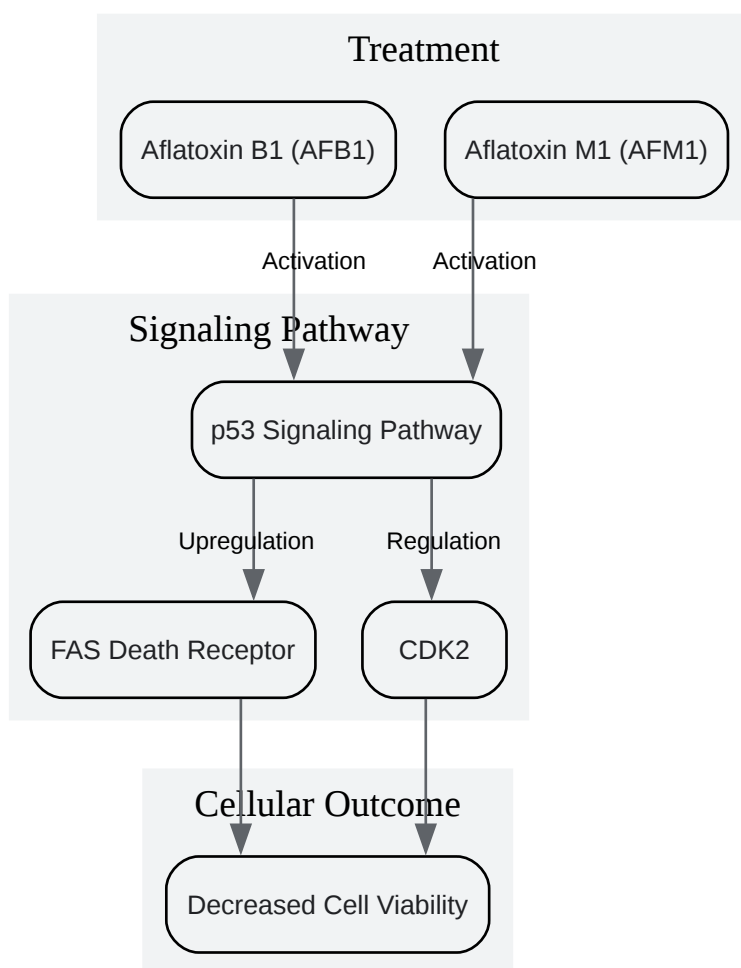 Treatment
Aflatoxin B1 (AFB1)
Aflatoxin M1 (AFM1)
Activation
Activation
Signaling Pathway
p53 Signaling Pathway
Upregulation
Regulation
FAS Death Receptor
CDK2
Cellular Outcome
Decreased Cell Viability